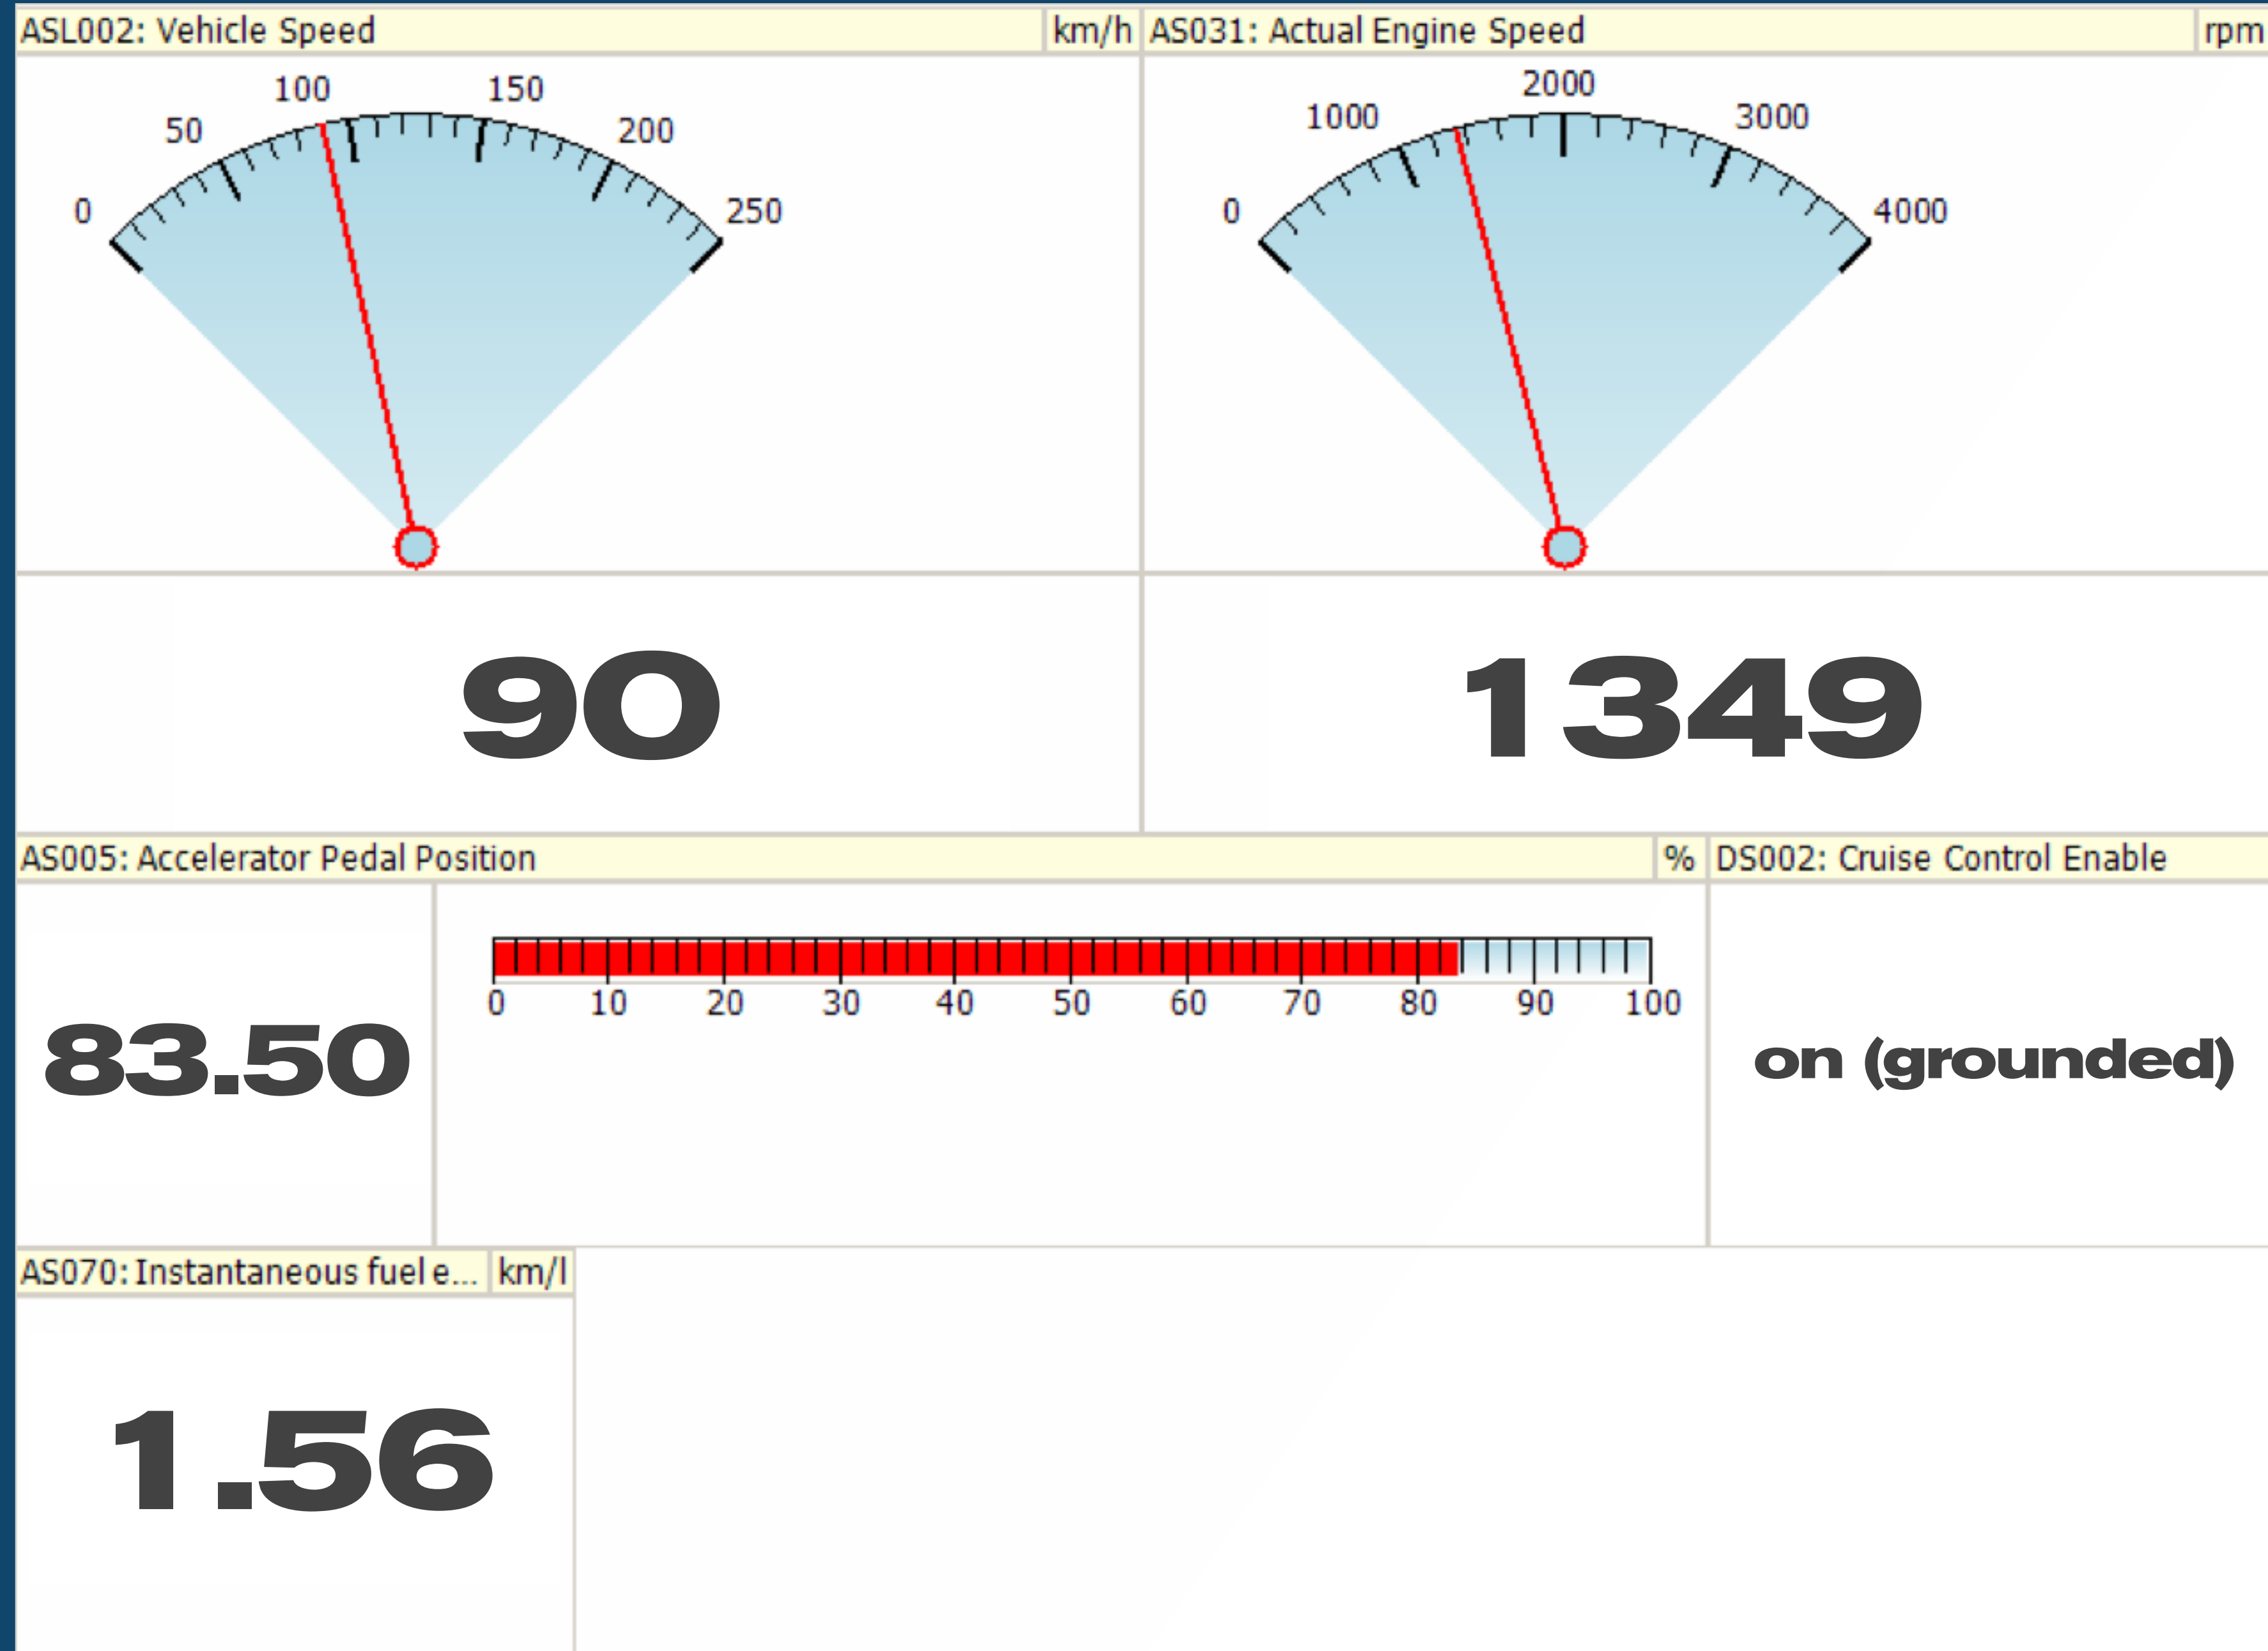 ASL002: Vehicle Speed km/h AS031: Actual Engine Speed rpm
0 50 100 150 200 250
0 1000 2000 3000 4000
90 1349
AS005: Accelerator Pedal Position % DS002: Cruise Control Enable
0 10 20 30 40 50 60 70 80 90 100
83.50 on (grounded)
AS070: Instantaneous fuel e... km/l
1.56